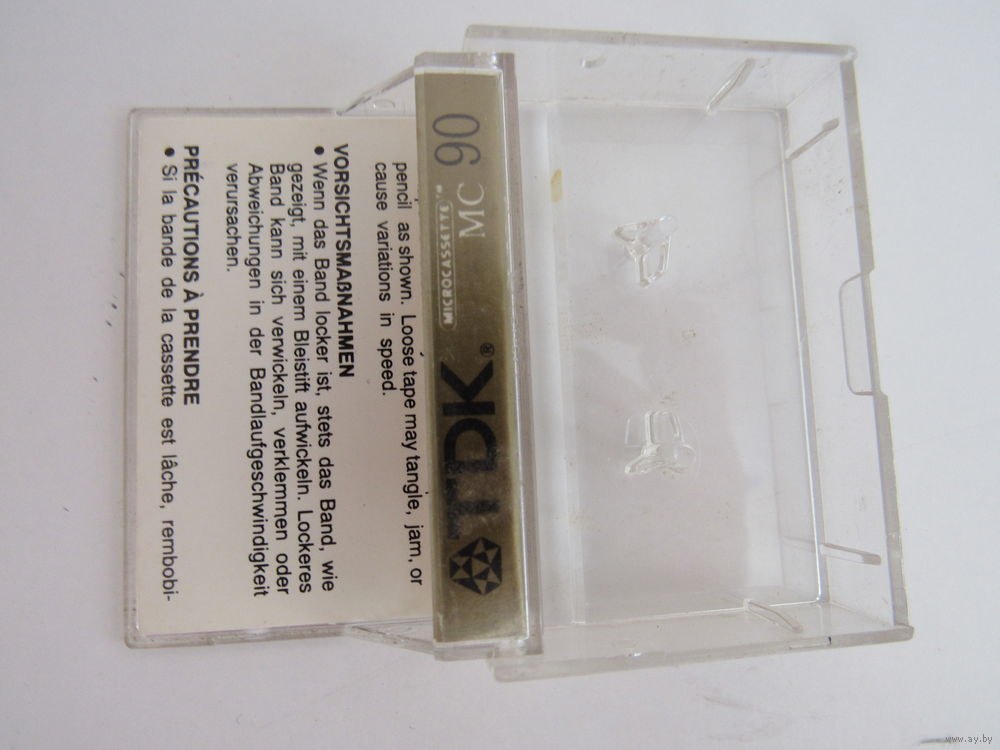 90 MC
MICROCASSETTE™
TDK®
pencil as shown. Loose tape may tangle, jam, or
cause variations in speed.
VORSICHTSMAßNAHMEN
• Wenn das Band locker ist, stets das Band, wie
gezeigt, mit einem Bleistift aufwickeln. Lockeres
Band kann sich verwickeln, verklemmen oder
Abweichungen in der Bandlaufgeschwindigkeit
verursachen.
PRÉCAUTIONS À PRENDRE
• Si la bande de la cassette est lâche, rembobi-
www.ay.by